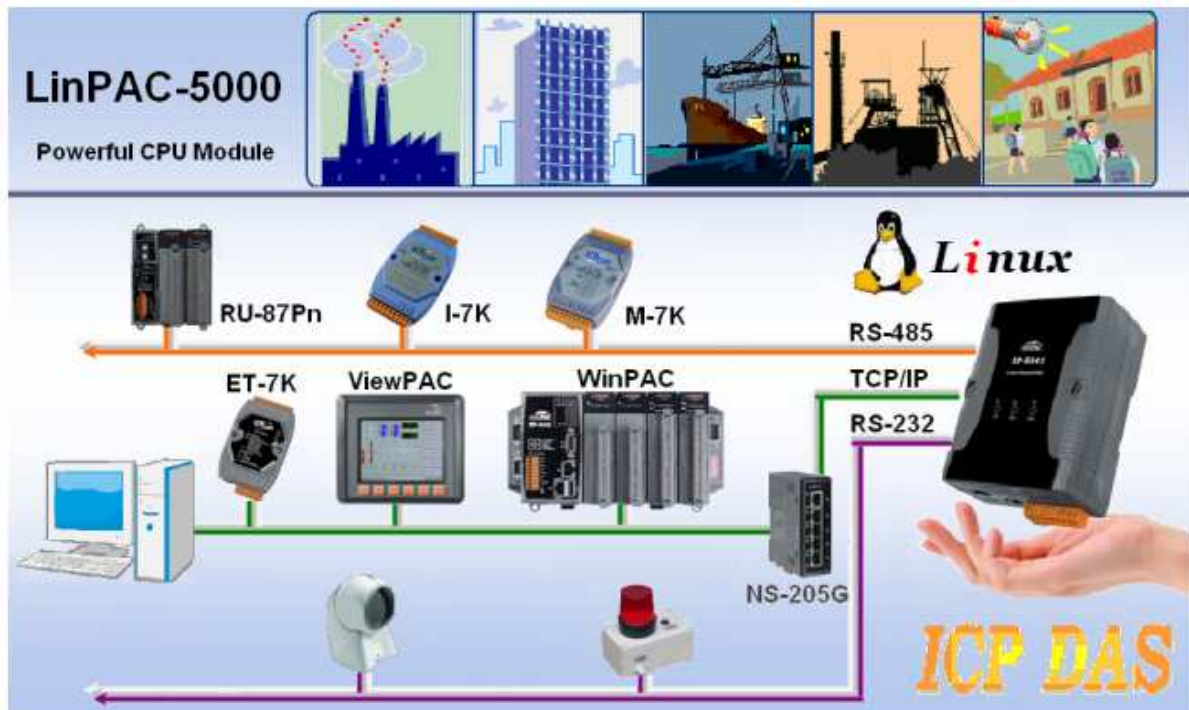 LinPAC-5000
Powerful CPU Module
Linux
RU-87Pn
I-7K
M-7K
RS-485
ET-7K
ViewPAC
WinPAC
TCP/IP
RS-232
NS-205G
ICP DAS